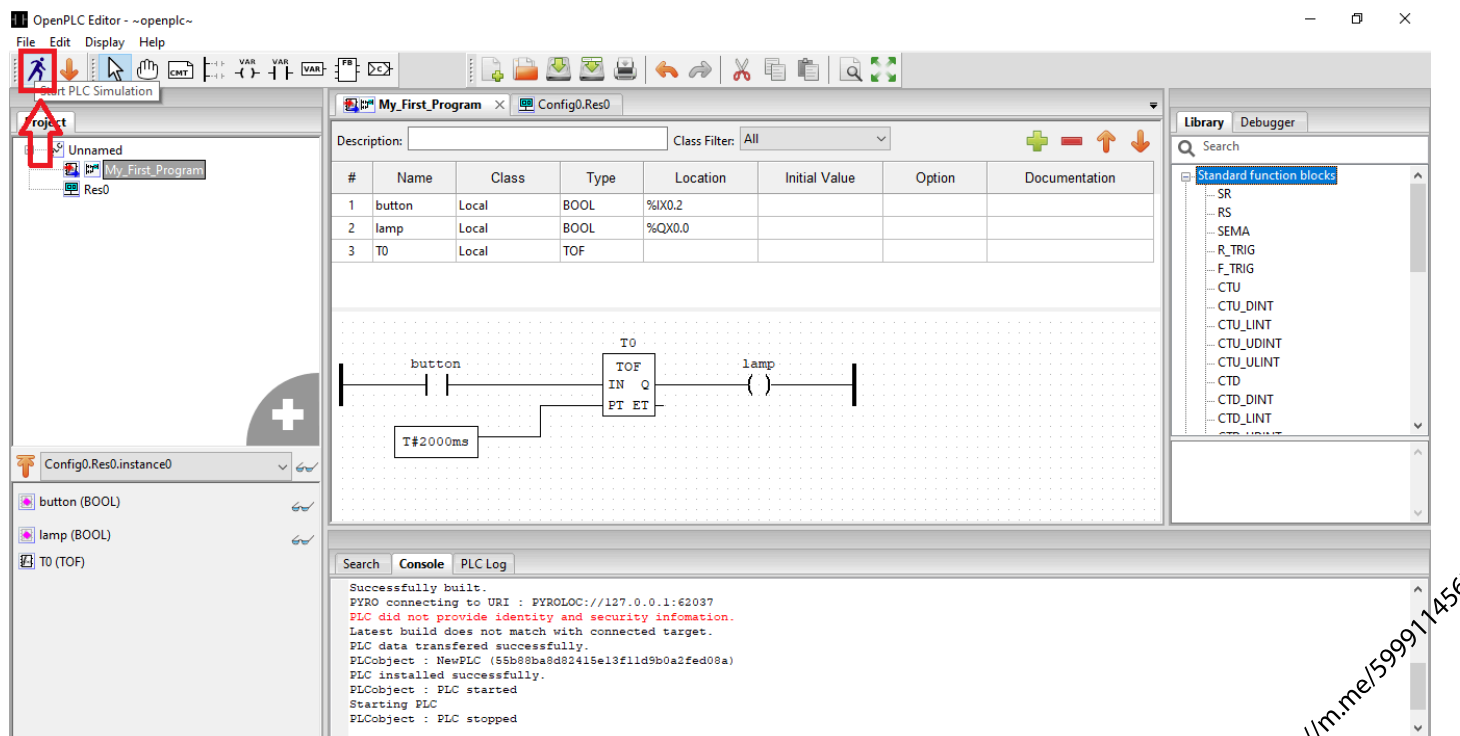 OpenPLC Editor - ~openplc~
File Edit Display Help
CMT VAR VAR VAR FB >c>
Start PLC Simulation
Project
Unnamed
My_First_Program
Res0
Config0.Res0.instance0
button (BOOL)
lamp (BOOL)
T0 (TOF)
My_First_Program Config0.Res0
Description: Class Filter: All
# Name Class Type Location Initial Value Option Documentation
1 button Local BOOL %IX0.2
2 lamp Local BOOL %QX0.0
3 T0 Local TOF
T0
button TOF lamp
IN Q
PT ET
T#2000ms
Search Console PLC Log
Successfully built.
PYRO connecting to URI : PYROLOC://127.0.0.1:62037
PLC did not provide identity and security infomation.
Latest build does not match with connected target.
PLC data transfered successfully.
PLCobject : NewPLC (55b88ba8d82415e13f11d9b0a2fed08a)
PLC installed successfully.
PLCobject : PLC started
Starting PLC
PLCobject : PLC stopped
Library Debugger
Search
Standard function blocks
SR
RS
SEMA
R_TRIG
F_TRIG
CTU
CTU_DINT
CTU_LINT
CTU_UDINT
CTU_ULINT
CTD
CTD_DINT
CTD_LINT
CTD_UDINT